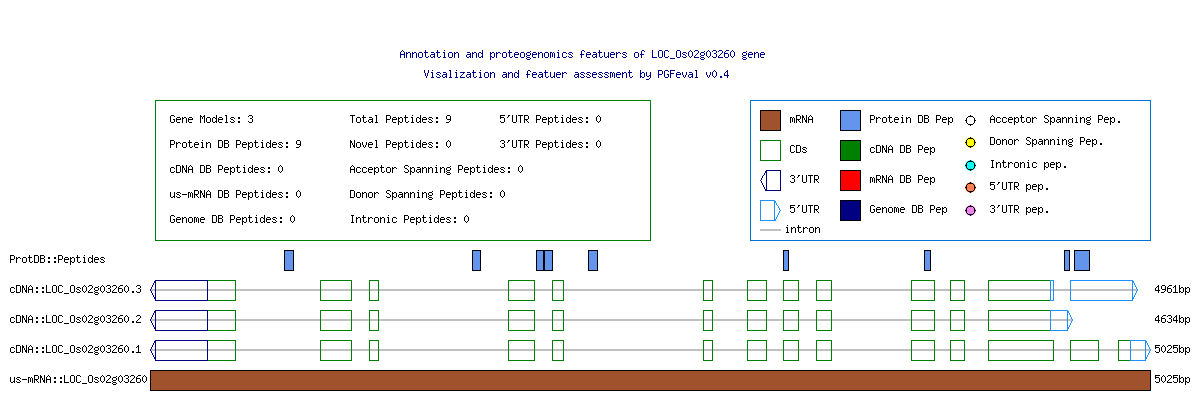 Annotation and proteogenomics featuers of LOC_Os02g03260 gene
Visalization and featuer assessment by PGFeval v0.4
Gene Models: 3 Total Peptides: 9 5'UTR Peptides: 0
Protein DB Peptides: 9 Novel Peptides: 0 3'UTR Peptides: 0
cDNA DB Peptides: 0 Acceptor Spanning Peptides: 0
us-mRNA DB Peptides: 0 Donor Spanning Peptides: 0
Genome DB Peptides: 0 Intronic Peptides: 0
mRNA Protein DB Pep Acceptor Spanning Pep.
CDs cDNA DB Pep Donor Spanning Pep.
3'UTR mRNA DB Pep Intronic pep.
5'UTR Genome DB Pep 5'UTR pep.
intron 3'UTR pep.
ProtDB::Peptides
cDNA::LOC_Os02g03260.3 4961bp
cDNA::LOC_Os02g03260.2 4634bp
cDNA::LOC_Os02g03260.1 5025bp
us-mRNA::LOC_Os02g03260 5025bp